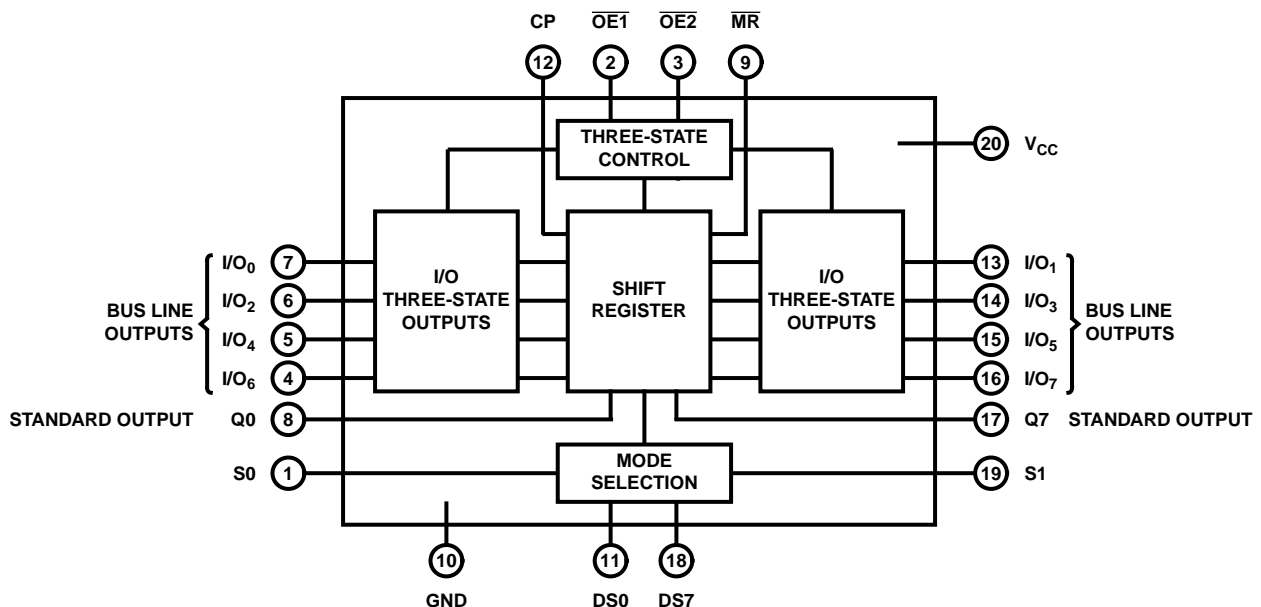 CP OE1 OE2 MR
12 2 3 9
THREE-STATE
CONTROL
20 VCC
I/O0 7
I/O2 6
I/O4 5
I/O6 4
BUS LINE
OUTPUTS
I/O
THREE-STATE
OUTPUTS
SHIFT
REGISTER
I/O
THREE-STATE
OUTPUTS
13 I/O1
14 I/O3
15 I/O5
16 I/O7
BUS LINE
OUTPUTS
STANDARD OUTPUT Q0 8
17 Q7 STANDARD OUTPUT
S0 1
MODE
SELECTION
19 S1
10 11 18
GND DS0 DS7